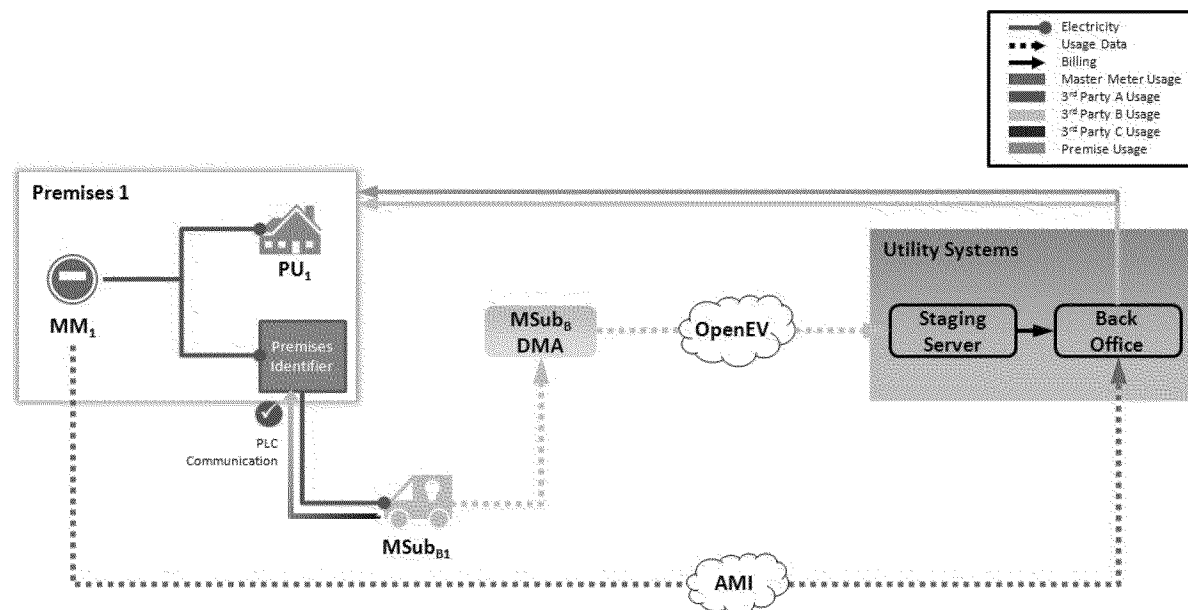 Electricity
Usage Data
Billing
Master Meter Usage
3rd Party A Usage
3rd Party B Usage
3rd Party C Usage
Premise Usage
Premises 1
PU1
MM1
Premises
Identifier
PLC
Communication
MSubB1
MSubB
DMA
OpenEV
Utility Systems
Staging
Server
Back
Office
AMI